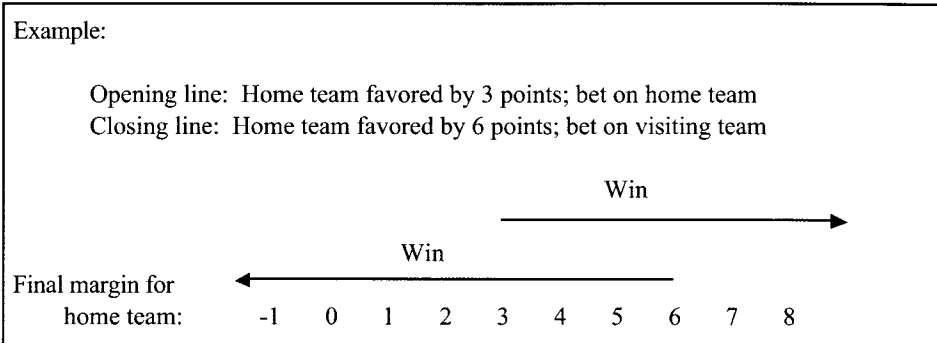 Example:
Opening line: Home team favored by 3 points; bet on home team
Closing line: Home team favored by 6 points; bet on visiting team
Win
Win
Final margin for
home team: -1 0 1 2 3 4 5 6 7 8